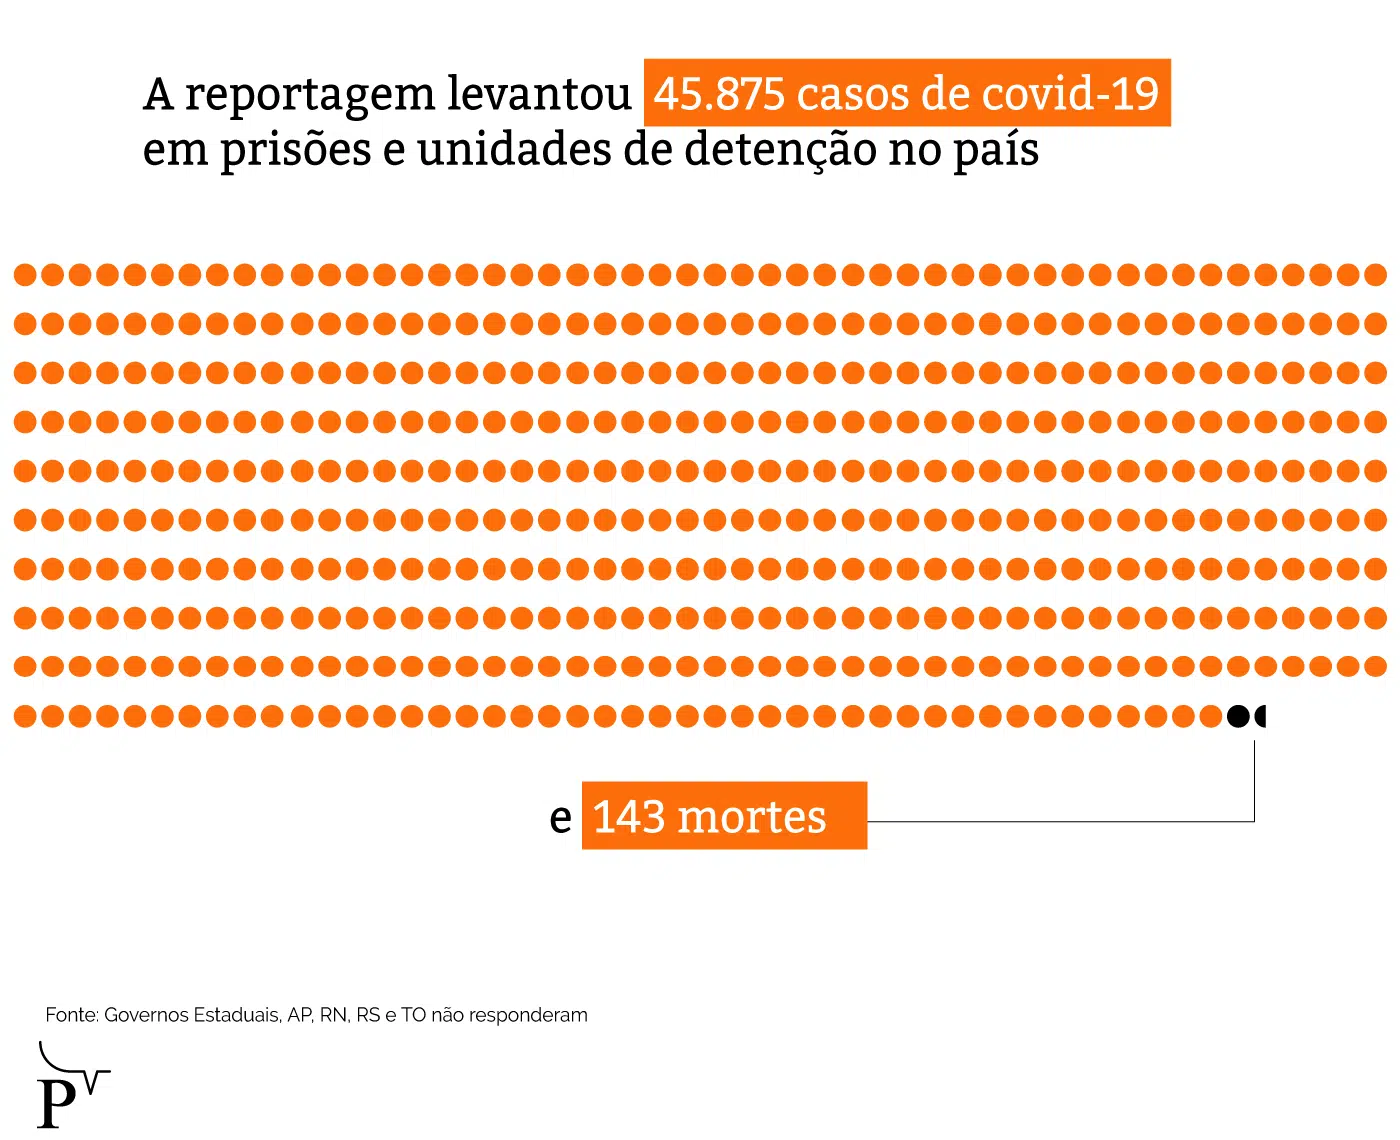 A reportagem levantou 45.875 casos de covid-19
em prisões e unidades de detenção no país
e 143 mortes
Fonte: Governos Estaduais, AP, RN, RS e TO não responderam
P